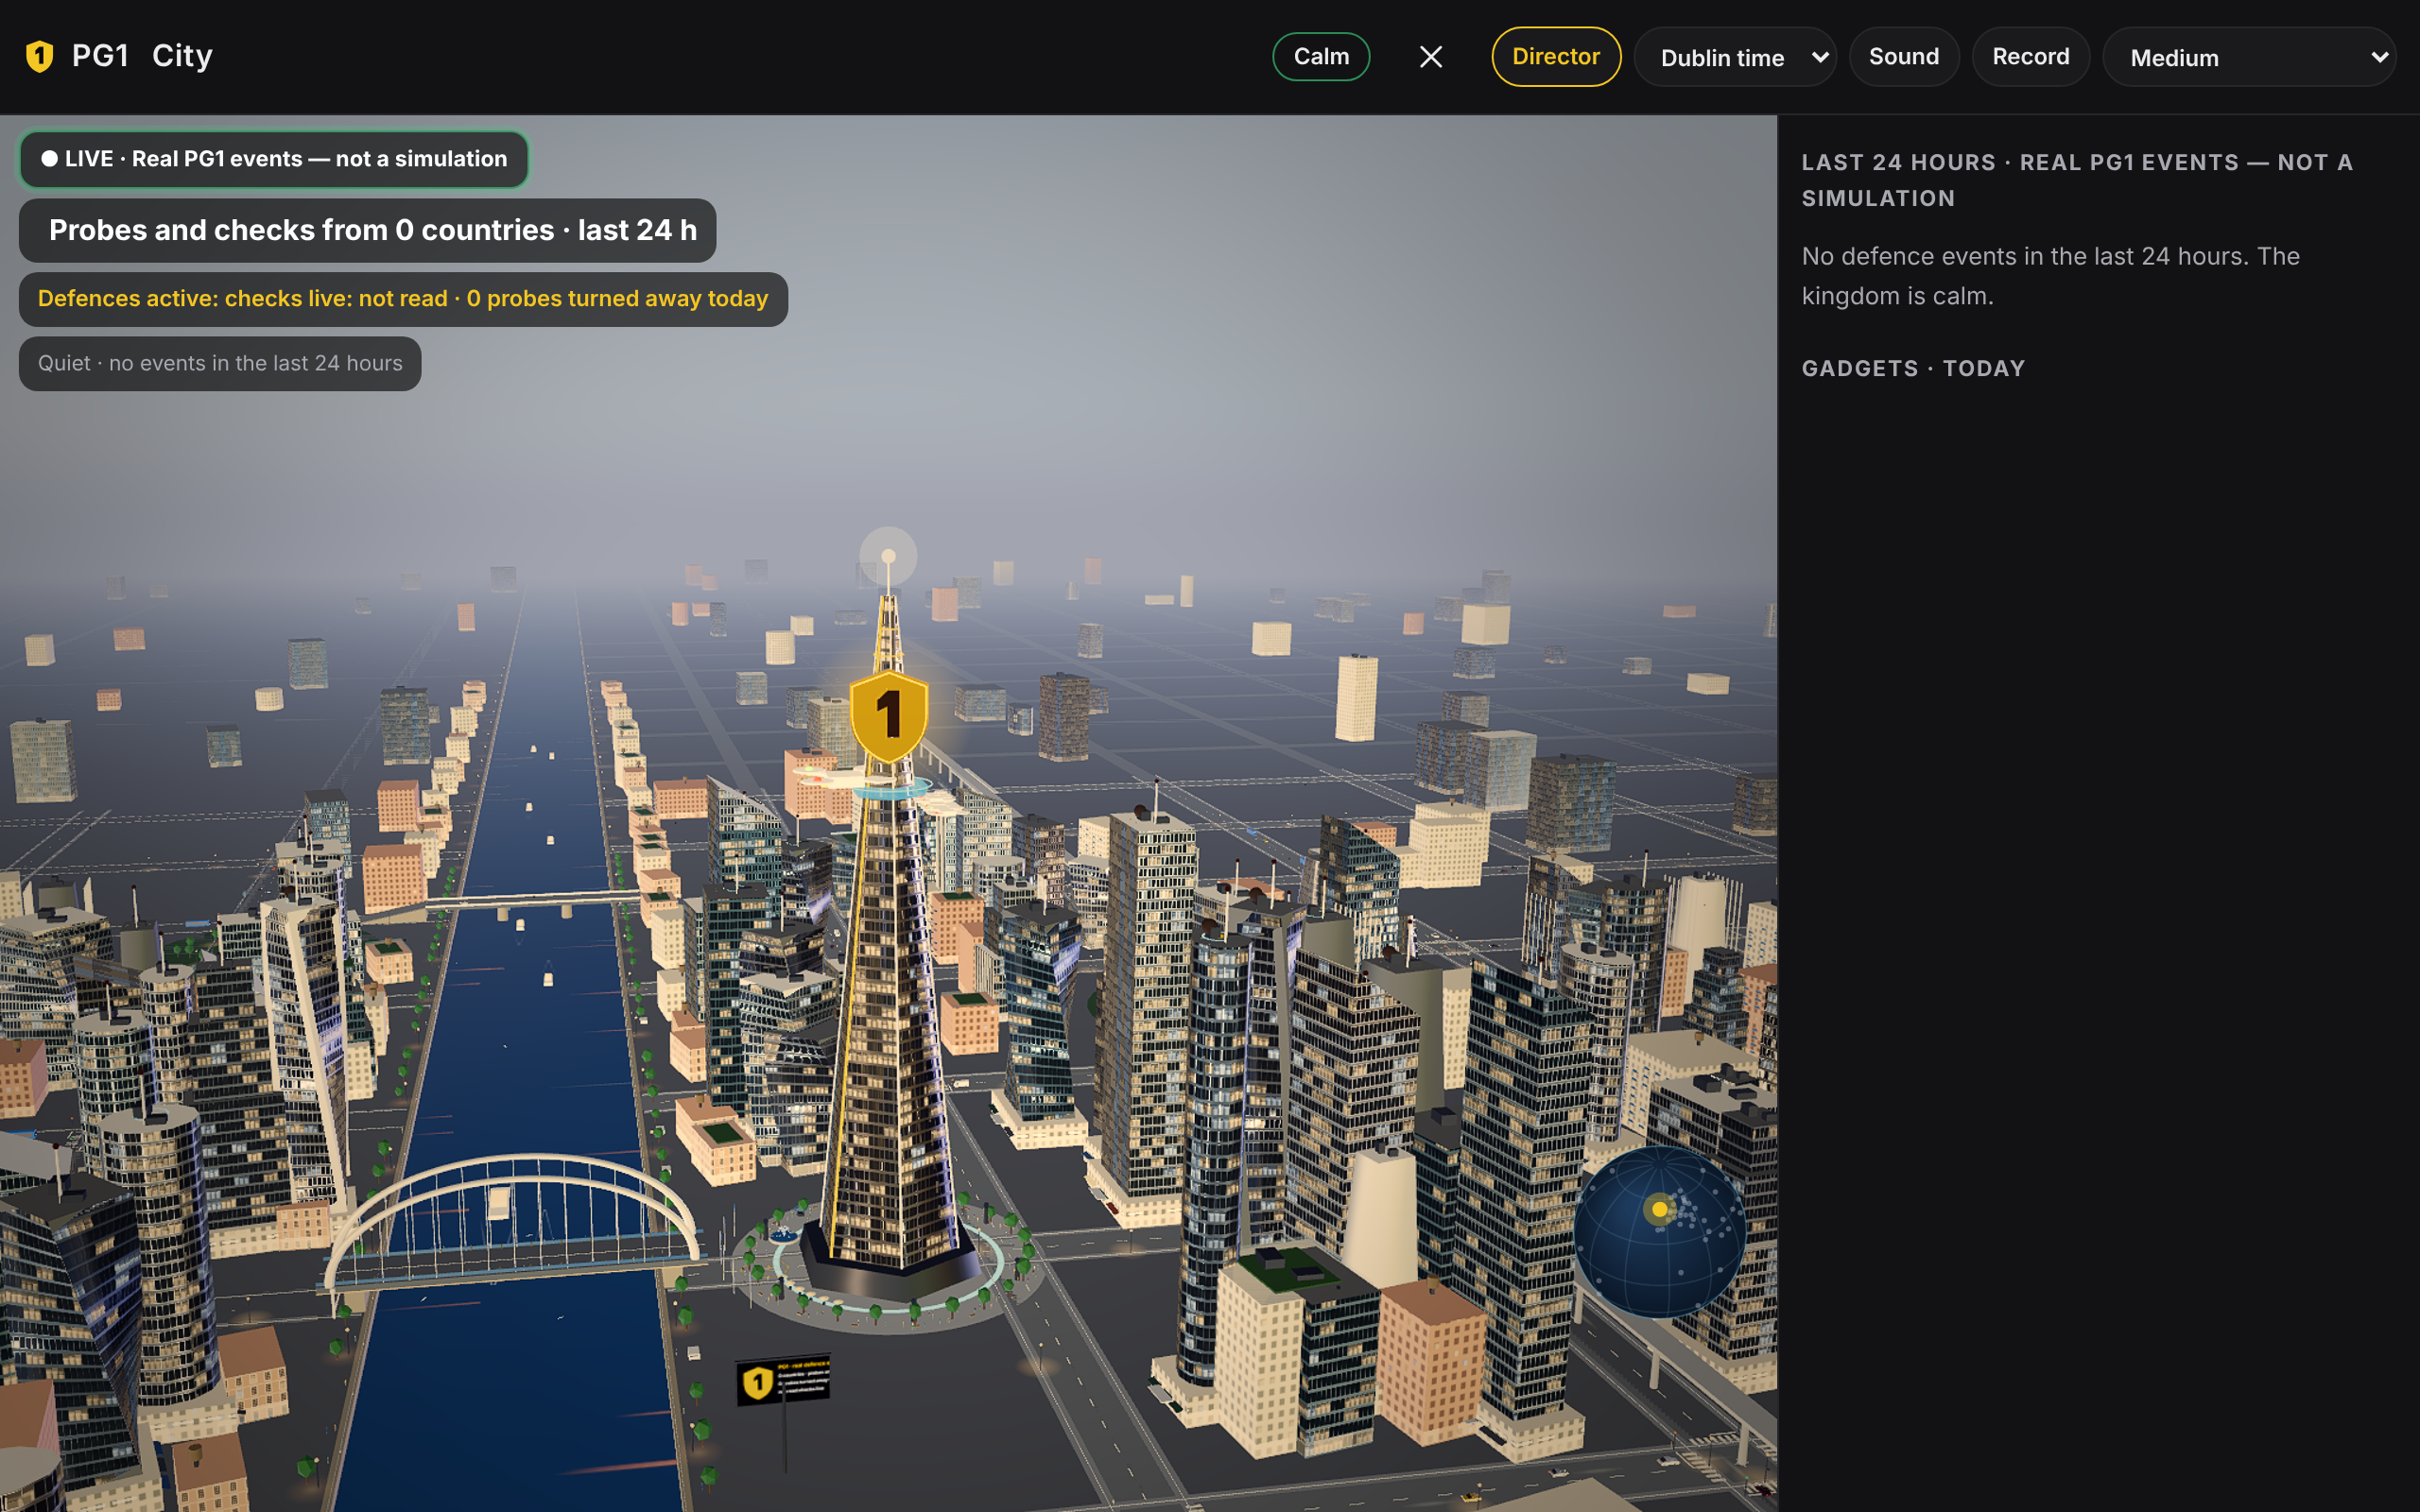 1 PG1 City
Calm
Director
Dublin time
Sound
Record
Medium
LIVE · Real PG1 events — not a simulation
Probes and checks from 0 countries · last 24 h
Defences active: checks live: not read · 0 probes turned away today
Quiet · no events in the last 24 hours
LAST 24 HOURS · REAL PG1 EVENTS — NOT A
SIMULATION
No defence events in the last 24 hours. The
kingdom is calm.
GADGETS · TODAY
1
1